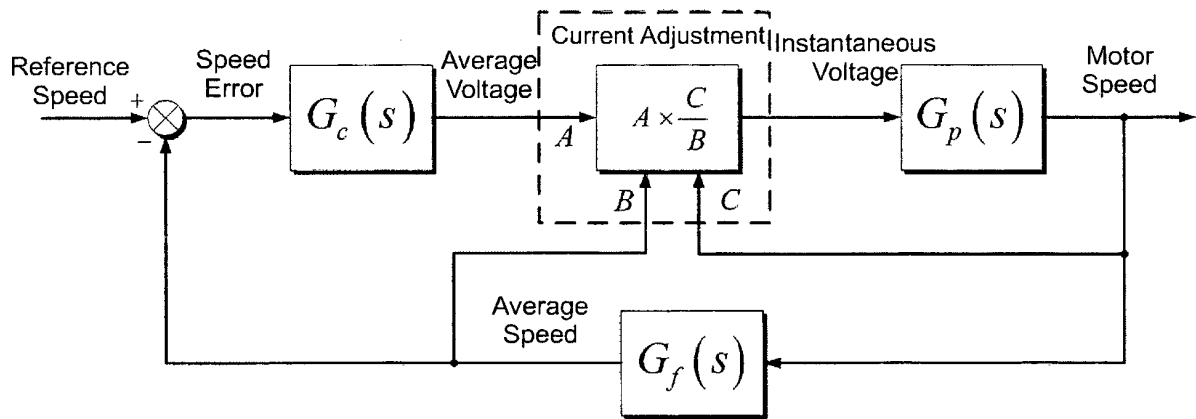 Reference
Speed
+
−
Speed
Error
G_c(s)
Average
Voltage
Current Adjustment
A
A × C/B
B
C
Instantaneous
Voltage
G_p(s)
Motor
Speed
Average
Speed
G_f(s)